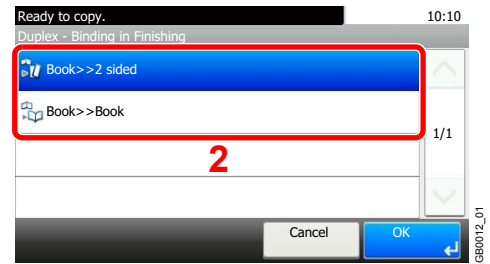 Ready to copy. 10:10
Duplex - Binding in Finishing
Book>>2 sided
Book>>Book
1/1
2
Cancel OK
GB0012_01